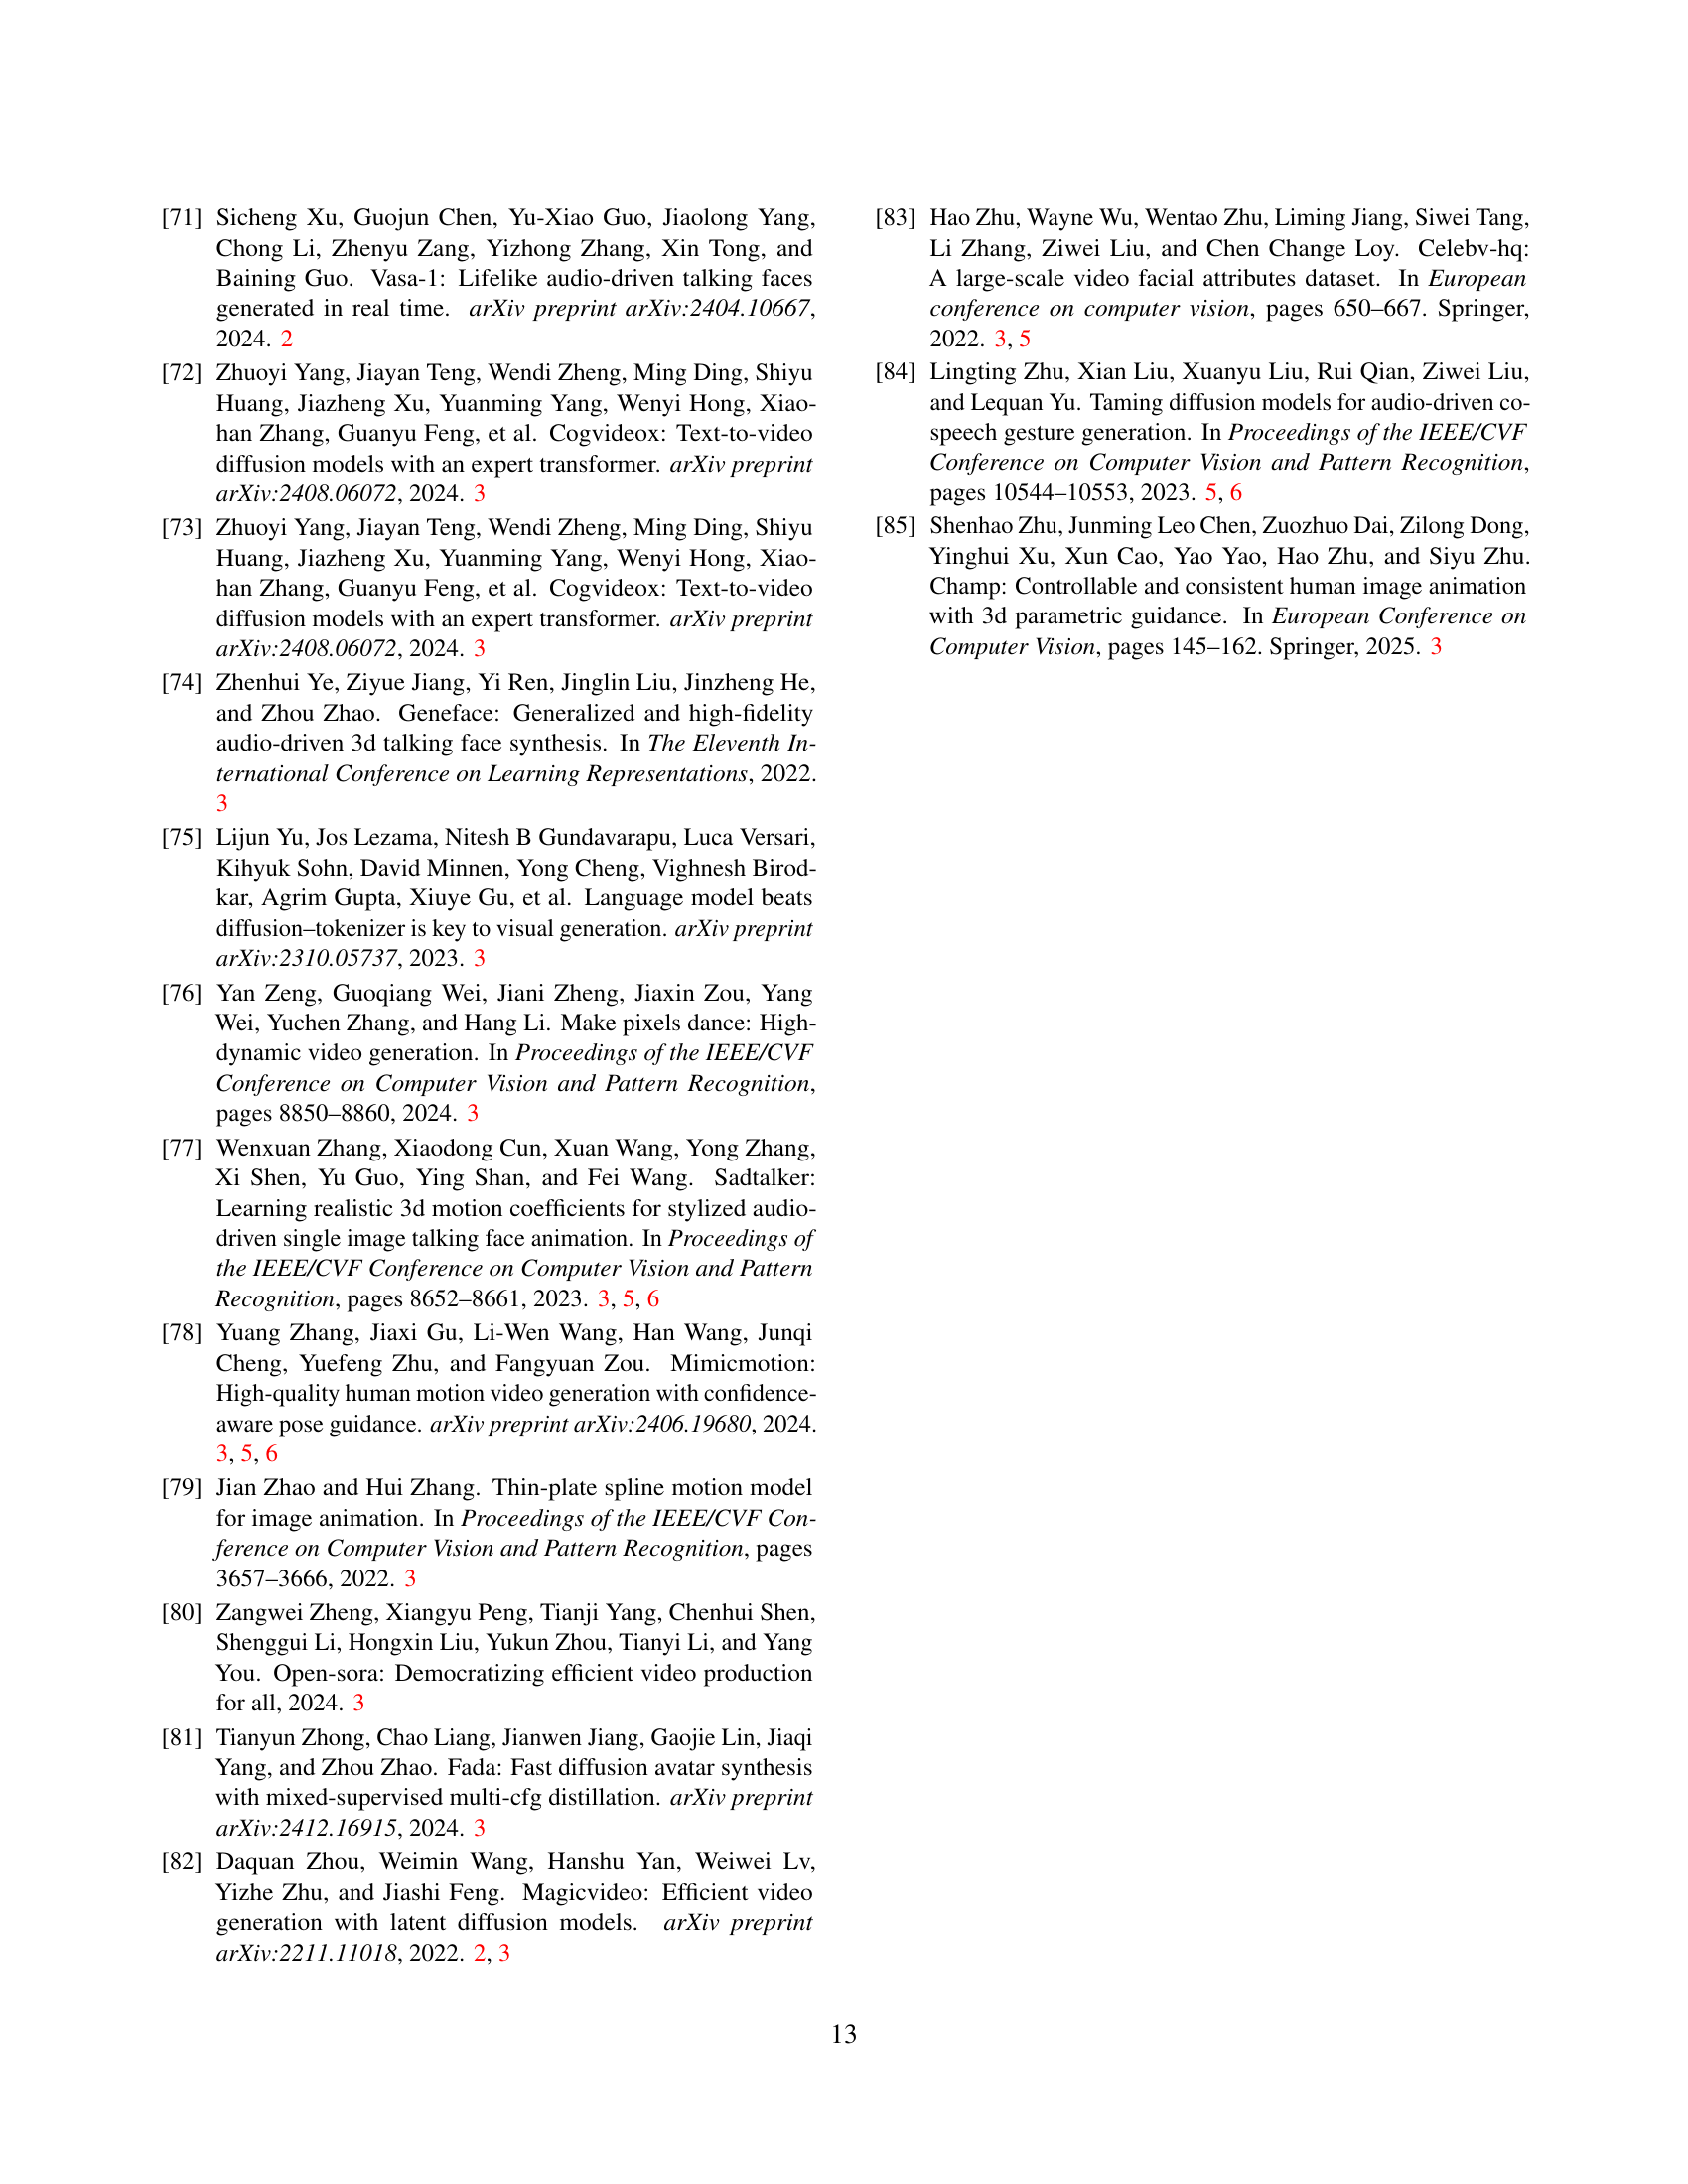 [71] Sicheng Xu, Guojun Chen, Yu-Xiao Guo, Jiaolong Yang,
Chong Li, Zhenyu Zang, Yizhong Zhang, Xin Tong, and
Baining Guo. Vasa-1: Lifelike audio-driven talking faces
generated in real time. arXiv preprint arXiv:2404.10667,
2024. 2
[72] Zhuoyi Yang, Jiayan Teng, Wendi Zheng, Ming Ding, Shiyu
Huang, Jiazheng Xu, Yuanming Yang, Wenyi Hong, Xiao-
han Zhang, Guanyu Feng, et al. Cogvideox: Text-to-video
diffusion models with an expert transformer. arXiv preprint
arXiv:2408.06072, 2024. 3
[73] Zhuoyi Yang, Jiayan Teng, Wendi Zheng, Ming Ding, Shiyu
Huang, Jiazheng Xu, Yuanming Yang, Wenyi Hong, Xiao-
han Zhang, Guanyu Feng, et al. Cogvideox: Text-to-video
diffusion models with an expert transformer. arXiv preprint
arXiv:2408.06072, 2024. 3
[74] Zhenhui Ye, Ziyue Jiang, Yi Ren, Jinglin Liu, Jinzheng He,
and Zhou Zhao. Geneface: Generalized and high-fidelity
audio-driven 3d talking face synthesis. In The Eleventh In-
ternational Conference on Learning Representations, 2022.
3
[75] Lijun Yu, Jos Lezama, Nitesh B Gundavarapu, Luca Versari,
Kihyuk Sohn, David Minnen, Yong Cheng, Vighnesh Birod-
kar, Agrim Gupta, Xiuye Gu, et al. Language model beats
diffusion–tokenizer is key to visual generation. arXiv preprint
arXiv:2310.05737, 2023. 3
[76] Yan Zeng, Guoqiang Wei, Jiani Zheng, Jiaxin Zou, Yang
Wei, Yuchen Zhang, and Hang Li. Make pixels dance: High-
dynamic video generation. In Proceedings of the IEEE/CVF
Conference on Computer Vision and Pattern Recognition,
pages 8850–8860, 2024. 3
[77] Wenxuan Zhang, Xiaodong Cun, Xuan Wang, Yong Zhang,
Xi Shen, Yu Guo, Ying Shan, and Fei Wang. Sadtalker:
Learning realistic 3d motion coefficients for stylized audio-
driven single image talking face animation. In Proceedings of
the IEEE/CVF Conference on Computer Vision and Pattern
Recognition, pages 8652–8661, 2023. 3, 5, 6
[78] Yuang Zhang, Jiaxi Gu, Li-Wen Wang, Han Wang, Junqi
Cheng, Yuefeng Zhu, and Fangyuan Zou. Mimicmotion:
High-quality human motion video generation with confidence-
aware pose guidance. arXiv preprint arXiv:2406.19680, 2024.
3, 5, 6
[79] Jian Zhao and Hui Zhang. Thin-plate spline motion model
for image animation. In Proceedings of the IEEE/CVF Con-
ference on Computer Vision and Pattern Recognition, pages
3657–3666, 2022. 3
[80] Zangwei Zheng, Xiangyu Peng, Tianji Yang, Chenhui Shen,
Shenggui Li, Hongxin Liu, Yukun Zhou, Tianyi Li, and Yang
You. Open-sora: Democratizing efficient video production
for all, 2024. 3
[81] Tianyun Zhong, Chao Liang, Jianwen Jiang, Gaojie Lin, Jiaqi
Yang, and Zhou Zhao. Fada: Fast diffusion avatar synthesis
with mixed-supervised multi-cfg distillation. arXiv preprint
arXiv:2412.16915, 2024. 3
[82] Daquan Zhou, Weimin Wang, Hanshu Yan, Weiwei Lv,
Yizhe Zhu, and Jiashi Feng. Magicvideo: Efficient video
generation with latent diffusion models. arXiv preprint
arXiv:2211.11018, 2022. 2, 3
[83] Hao Zhu, Wayne Wu, Wentao Zhu, Liming Jiang, Siwei Tang,
Li Zhang, Ziwei Liu, and Chen Change Loy. Celebv-hq:
A large-scale video facial attributes dataset. In European
conference on computer vision, pages 650–667. Springer,
2022. 3, 5
[84] Lingting Zhu, Xian Liu, Xuanyu Liu, Rui Qian, Ziwei Liu,
and Lequan Yu. Taming diffusion models for audio-driven co-
speech gesture generation. In Proceedings of the IEEE/CVF
Conference on Computer Vision and Pattern Recognition,
pages 10544–10553, 2023. 5, 6
[85] Shenhao Zhu, Junming Leo Chen, Zuozhuo Dai, Zilong Dong,
Yinghui Xu, Xun Cao, Yao Yao, Hao Zhu, and Siyu Zhu.
Champ: Controllable and consistent human image animation
with 3d parametric guidance. In European Conference on
Computer Vision, pages 145–162. Springer, 2025. 3
13